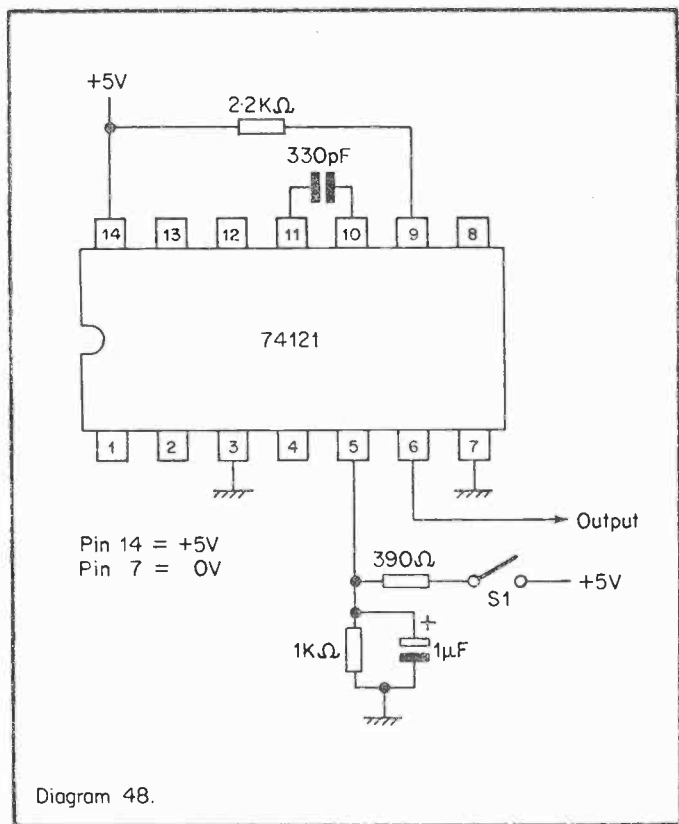 +5V
2·2KΩ
330pF
14 13 12 11 10 9 8
74121
1 2 3 4 5 6 7
Output
Pin 14 = +5V
Pin 7 = 0V
390Ω
S1
+5V
1KΩ
+
1µF
Diagram 48.